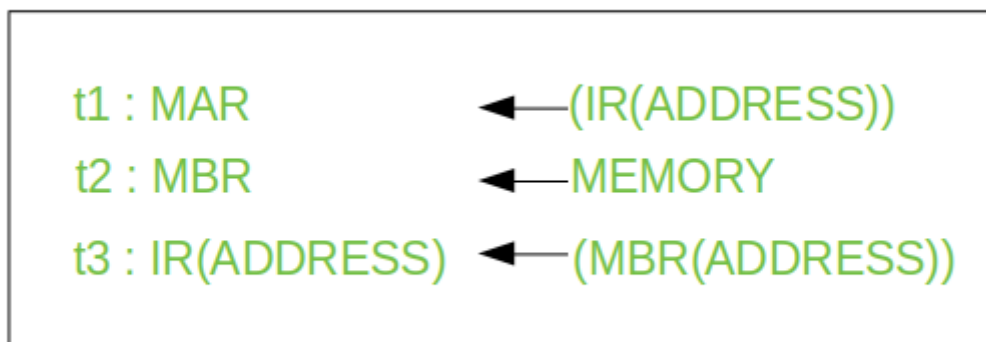 t1 : MAR ← (IR(ADDRESS))
t2 : MBR ← MEMORY
t3 : IR(ADDRESS) ← (MBR(ADDRESS))